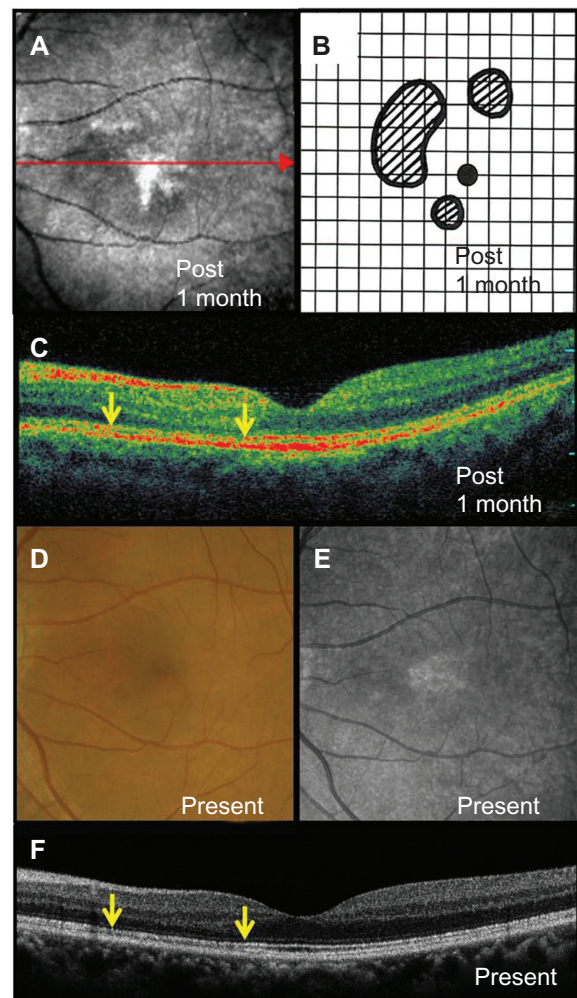 A
Post
1 month
B
Post
1 month
C
Post
1 month
D
Present
E
Present
F
Present